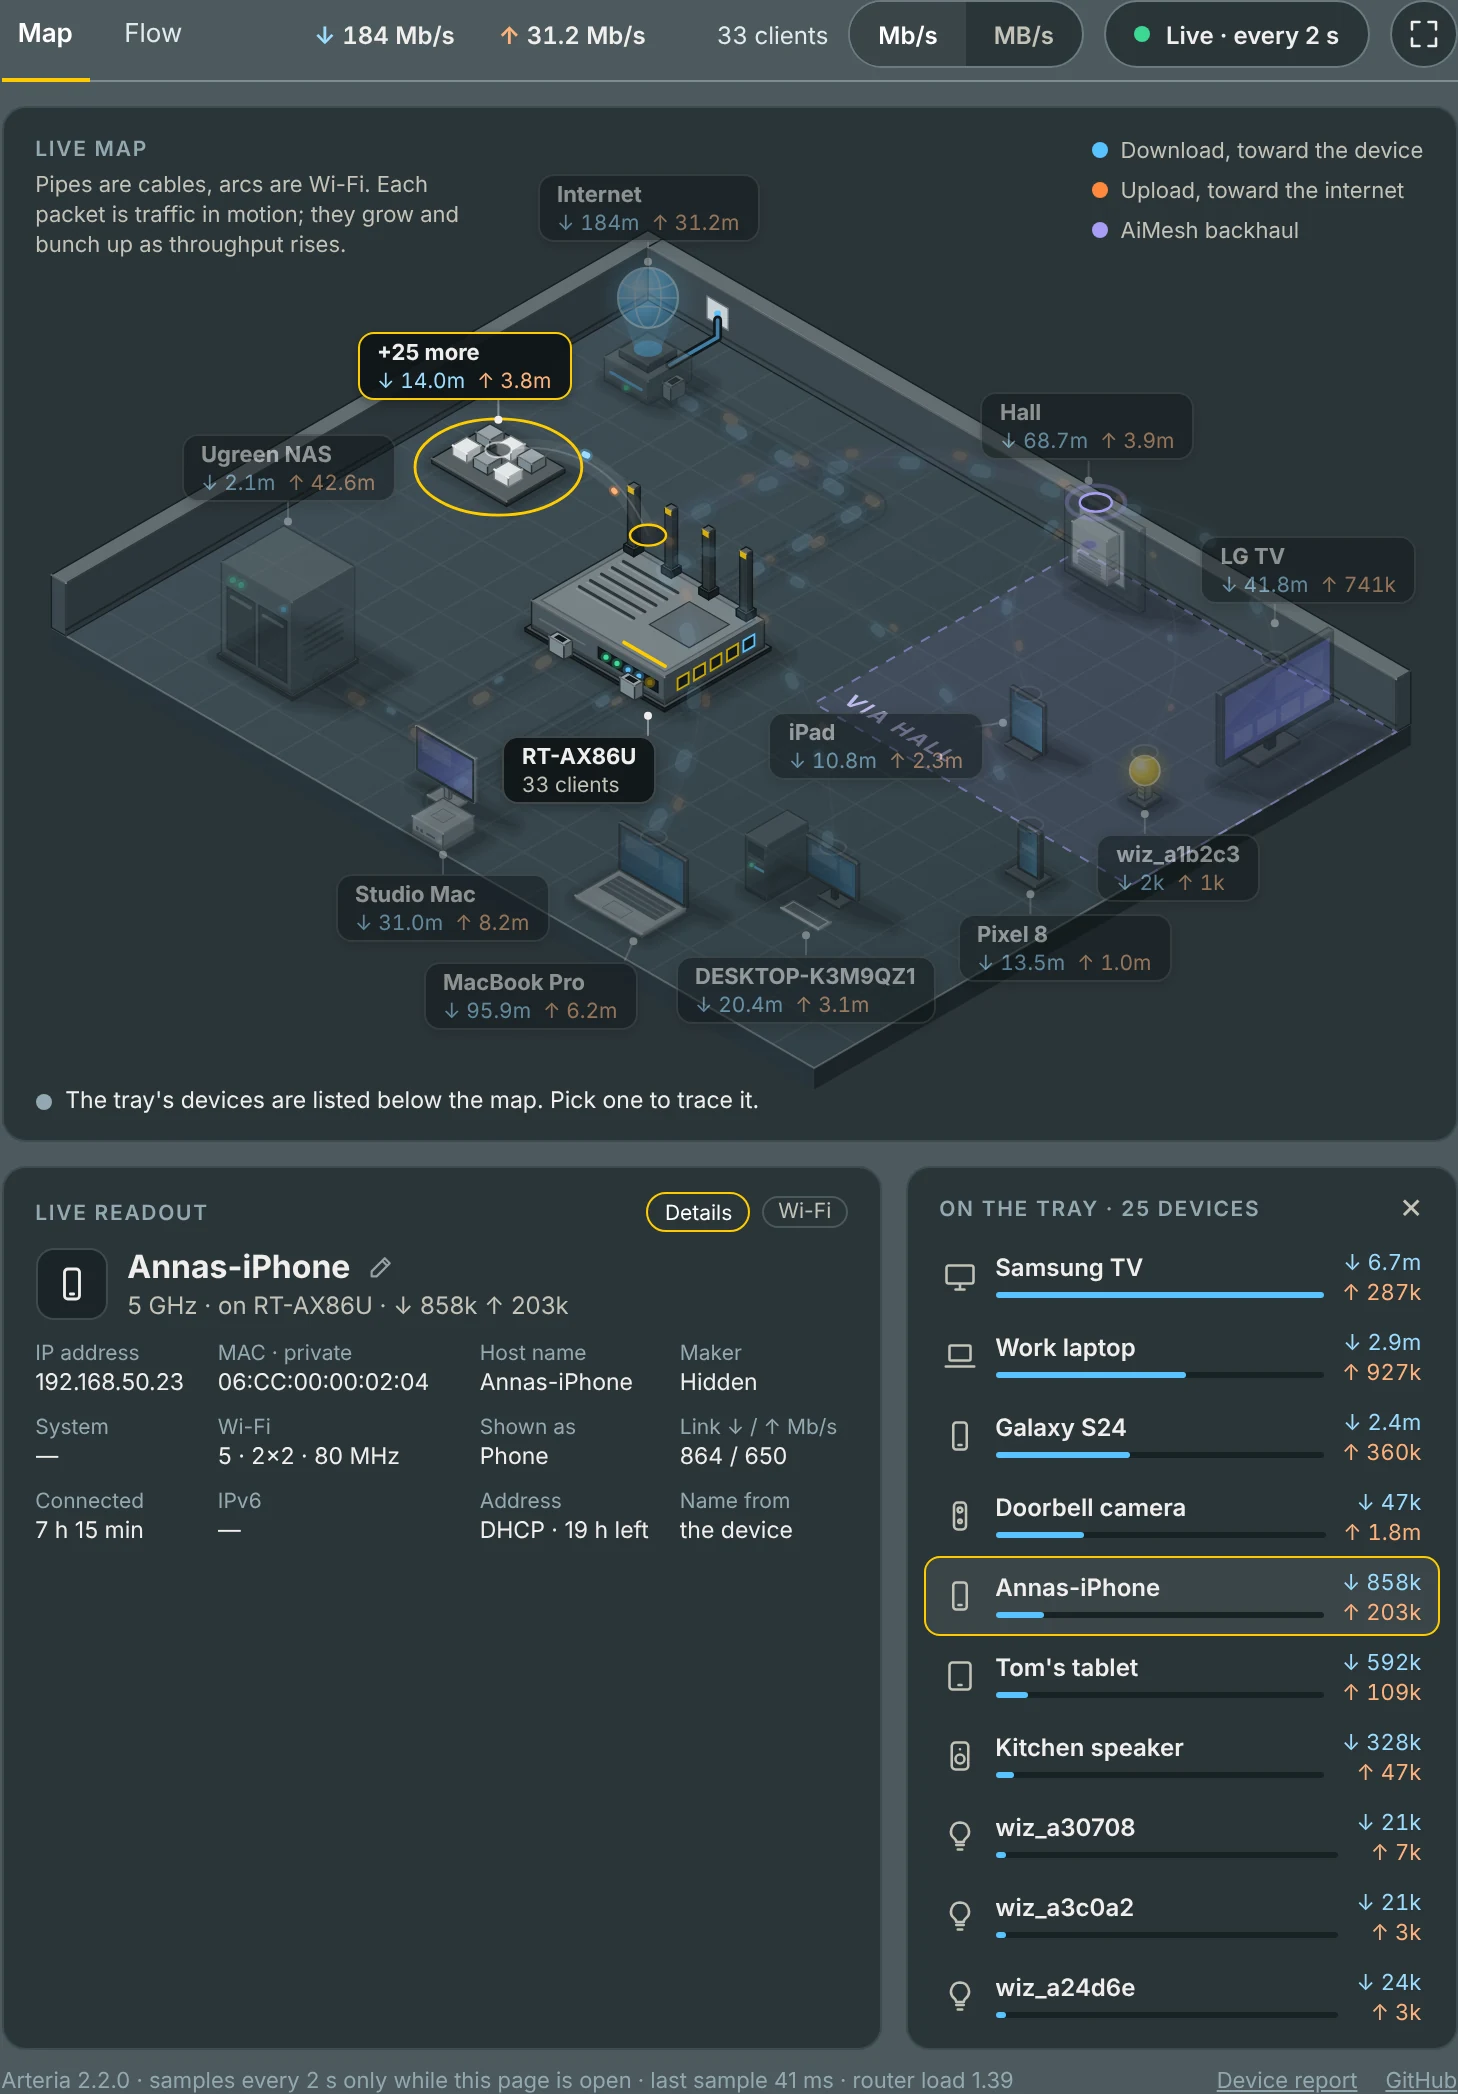 Map Flow ↓ 184 Mb/s ↑ 31.2 Mb/s 33 clients Mb/s MB/s Live · every 2 s
LIVE MAP
Pipes are cables, arcs are Wi-Fi. Each
packet is traffic in motion; they grow and
bunch up as throughput rises.
Download, toward the device
Upload, toward the internet
AiMesh backhaul
Internet
↓ 184m ↑ 31.2m
+25 more
↓ 14.0m ↑ 3.8m
Hall
↓ 68.7m ↑ 3.9m
Ugreen NAS
↓ 2.1m ↑ 42.6m
LG TV
↓ 41.8m ↑ 741k
VIA HALL
iPad
↓ 10.8m ↑ 2.3m
RT-AX86U
33 clients
wiz_a1b2c3
↓ 2k ↑ 1k
Studio Mac
↓ 31.0m ↑ 8.2m
Pixel 8
↓ 13.5m ↑ 1.0m
MacBook Pro
↓ 95.9m ↑ 6.2m
DESKTOP-K3M9QZ1
↓ 20.4m ↑ 3.1m
The tray's devices are listed below the map. Pick one to trace it.
LIVE READOUT Details Wi-Fi
Annas-iPhone
5 GHz · on RT-AX86U · ↓ 858k ↑ 203k
IP address MAC · private Host name Maker
192.168.50.23 06:CC:00:00:02:04 Annas-iPhone Hidden
System Wi-Fi Shown as Link ↓ / ↑ Mb/s
— 5 · 2×2 · 80 MHz Phone 864 / 650
Connected IPv6 Address Name from
7 h 15 min — DHCP · 19 h left the device
ON THE TRAY · 25 DEVICES ✕
Samsung TV ↓ 6.7m
↑ 287k
Work laptop ↓ 2.9m
↑ 927k
Galaxy S24 ↓ 2.4m
↑ 360k
Doorbell camera ↓ 47k
↑ 1.8m
Annas-iPhone ↓ 858k
↑ 203k
Tom's tablet ↓ 592k
↑ 109k
Kitchen speaker ↓ 328k
↑ 47k
wiz_a30708 ↓ 21k
↑ 7k
wiz_a3c0a2 ↓ 21k
↑ 3k
wiz_a24d6e ↓ 24k
↑ 3k
Arteria 2.2.0 · samples every 2 s only while this page is open · last sample 41 ms · router load 1.39 Device report GitHub